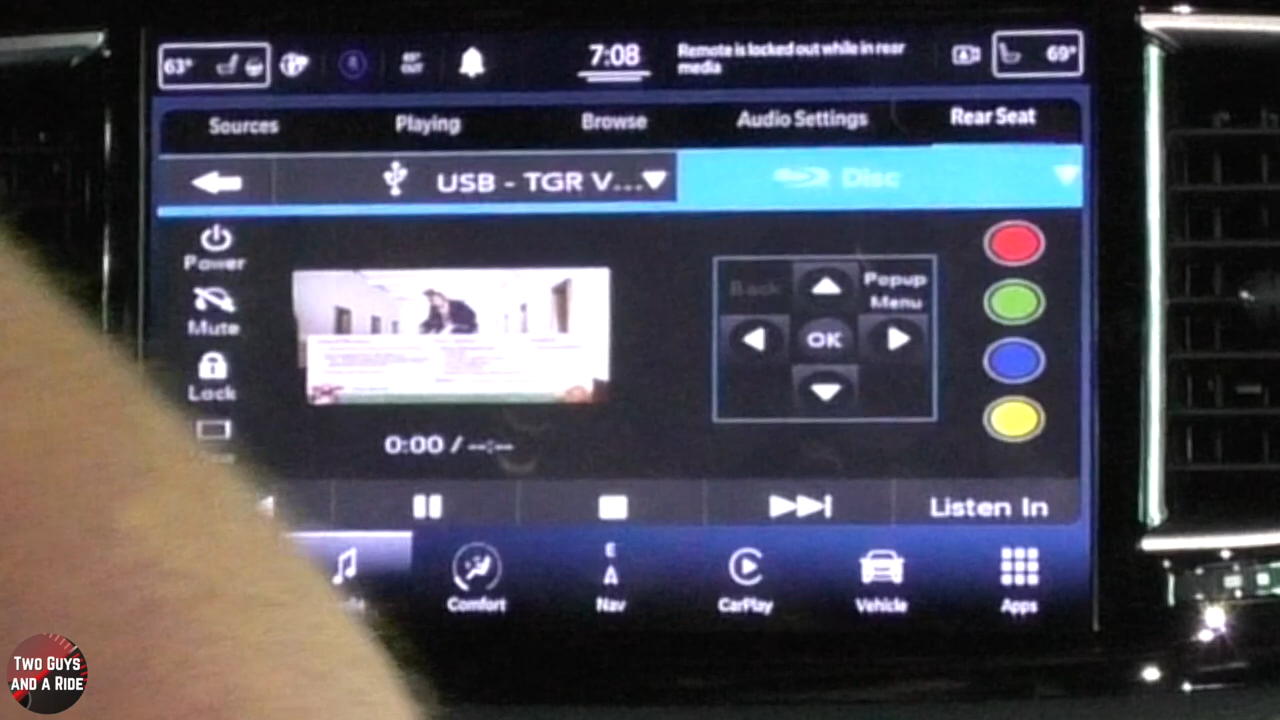 63°
OUT
7:08
Remote is locked out while in rear
media
69°
Sources
Playing
Browse
Audio Settings
Rear Seat
USB - TGR V...
Disc
Power
Mute
Lock
Back
Popup
Menu
OK
0:00 / --:--
Listen In
E
A
Comfort
Nav
CarPlay
Vehicle
Apps
TWO GUYS
AND A RIDE